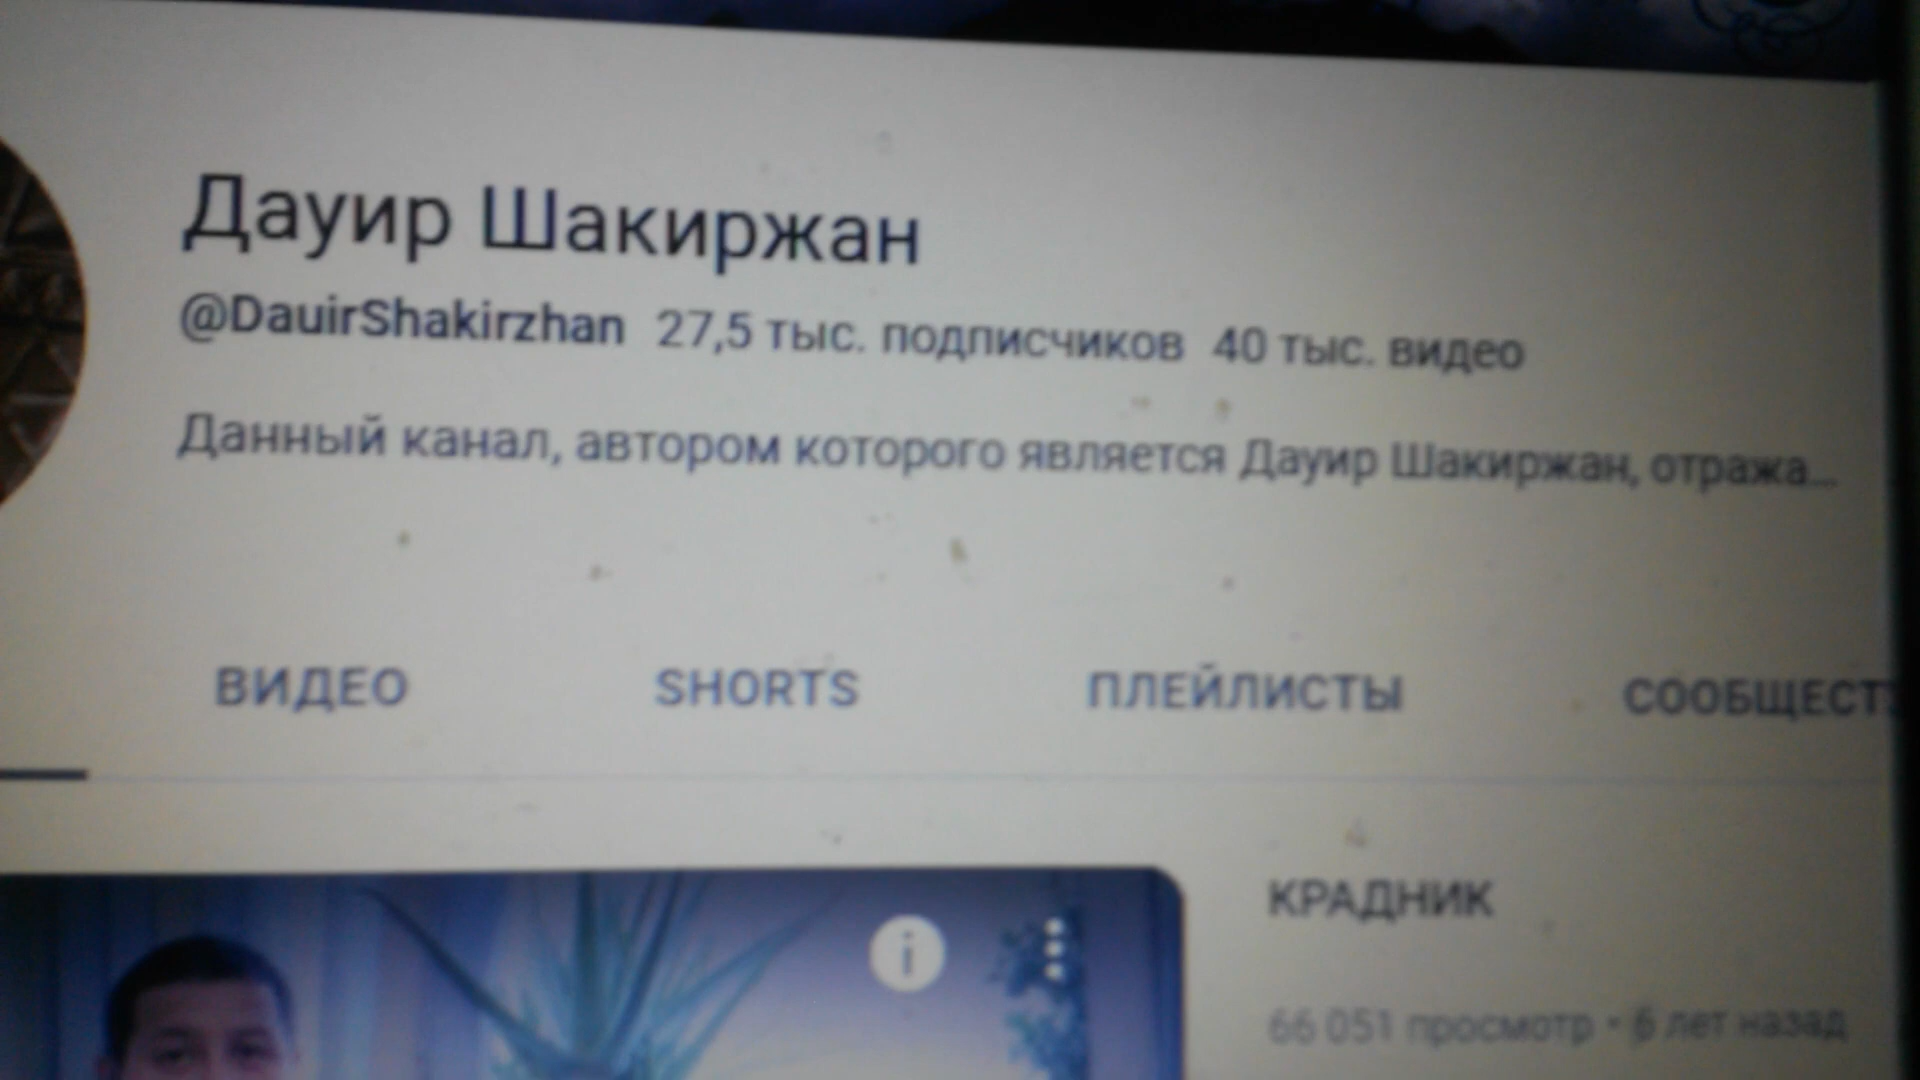 Дауир Шакиржан
@DauirShakirzhan 27,5 тыс. подписчиков 40 тыс. видео
Данный канал, автором которого является Дауир Шакиржан, отража...
ВИДЕО SHORTS ПЛЕЙЛИСТЫ СООБЩЕСТ
КРАДНИК
66 051 просмотр • 6 лет назад